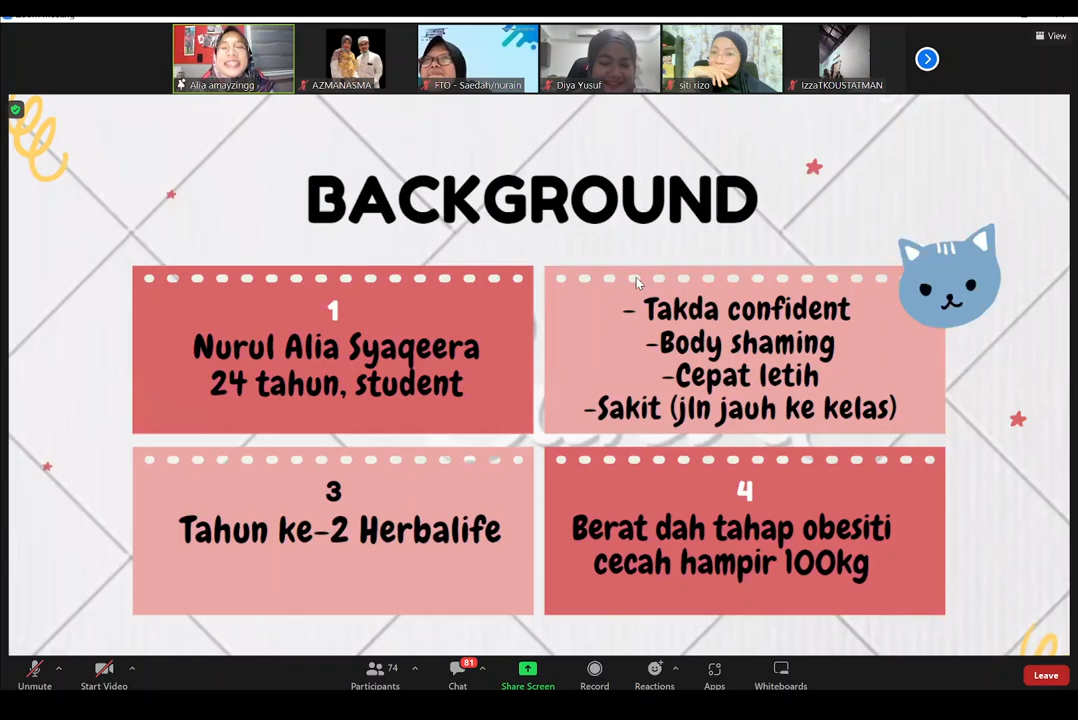 Zoom Meeting
View
Alia amayzingg
AZMANASMA
FTO - Saedah/nurain
Diya Yusuf
siti rizo
IzzaTKOUSTATMAN
BACKGROUND
1
Nurul Alia Syaqeera
24 tahun, student
- Takda confident
-Body shaming
-Cepat letih
-Sakit (jln jauh ke kelas)
3
Tahun ke-2 Herbalife
4
Berat dah tahap obesiti
cecah hampir 100kg
Unmute
Start Video
Participants
74
Chat
81
Share Screen
Record
Reactions
Apps
Whiteboards
Leave